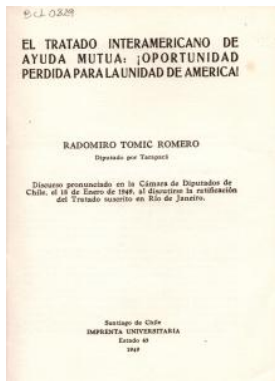 BCL 0829
EL TRATADO INTERAMERICANO DE
AYUDA MUTUA: ¡OPORTUNIDAD
PERDIDA PARA LA UNIDAD DE AMERICA!
RADOMIRO TOMIC ROMERO
Diputado por Tarapacá
Discurso pronunciado en la Cámara de Diputados de
Chile, el 18 de Enero de 1949, al discutirse la ratificación
del Tratado suscrito en Río de Janeiro.
Santiago de Chile
IMPRENTA UNIVERSITARIA
Estado 63
1949